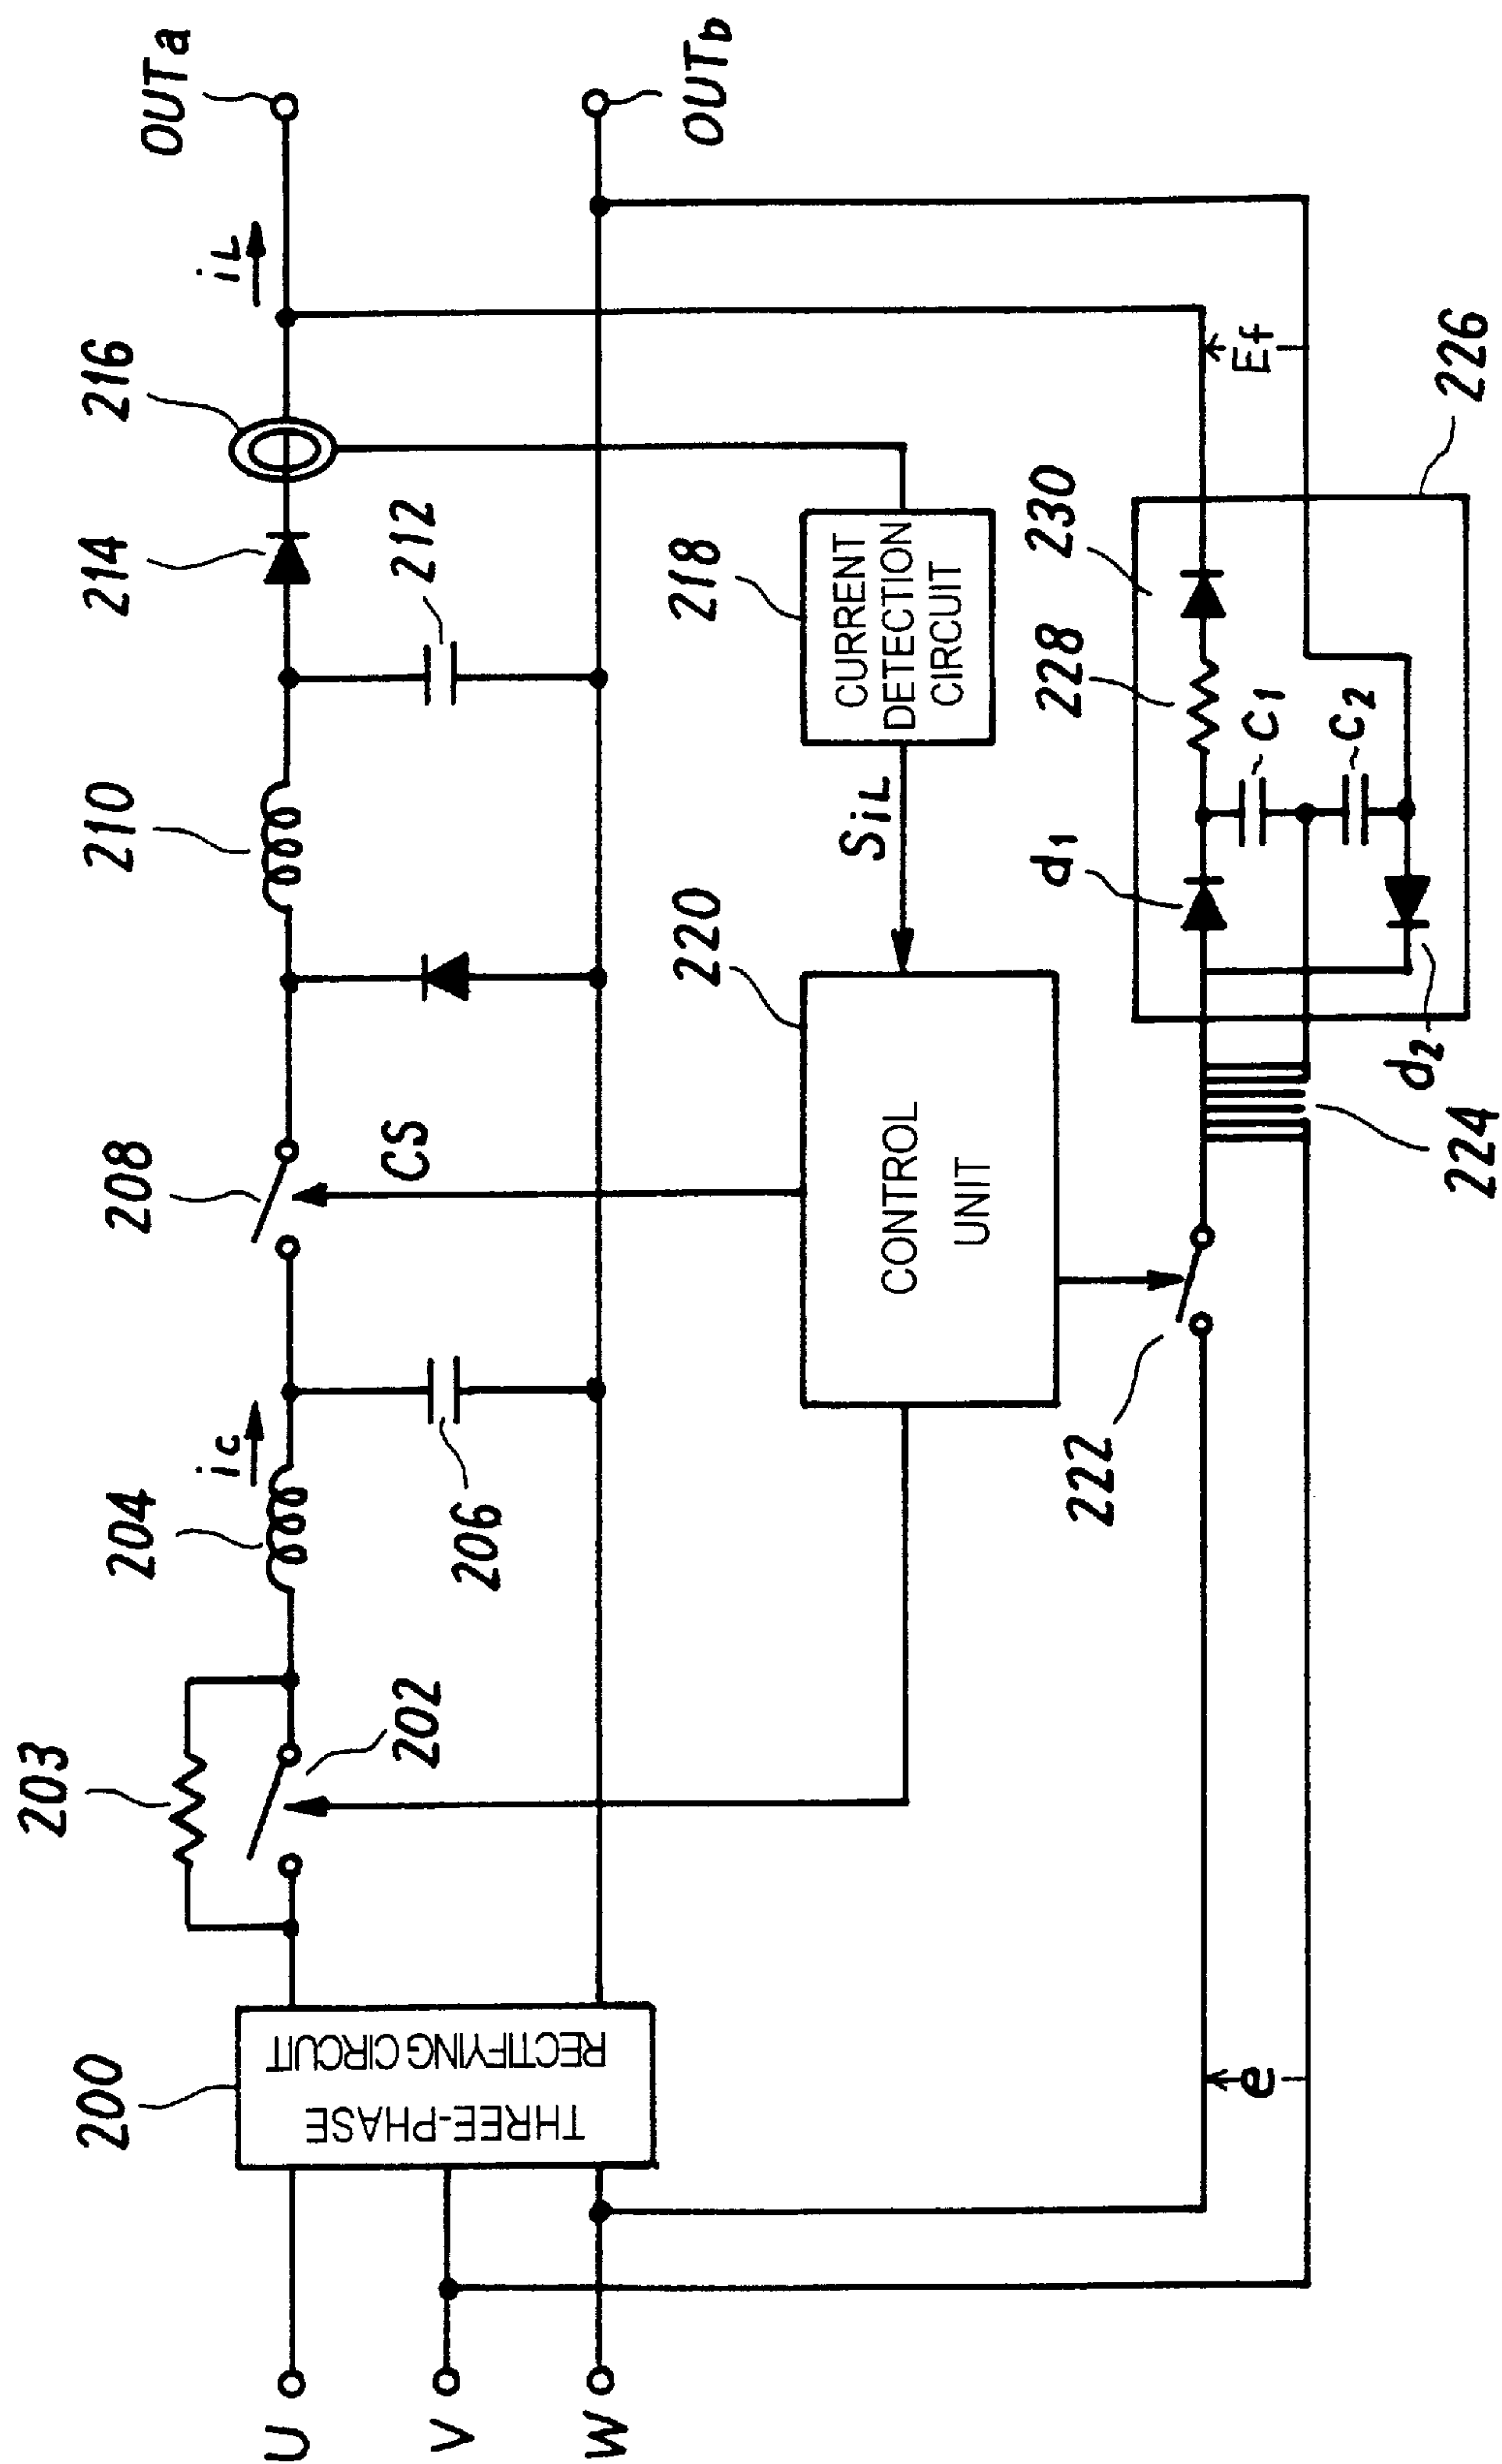 OUTa
OUTb
iL
216
214
212
210
218
CURRENT
DETECTION
CIRCUIT
SiL
Ef
226
230
228
C1
C2
d1
d2
208
CS
220
CONTROL
UNIT
222
224
204
ic
206
203
202
200
THREE-PHASE
RECTIFYING CIRCUIT
e
U
V
W